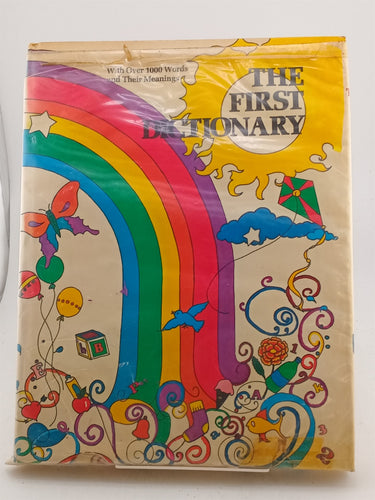 With Over 1000 Words
and Their Meanings
THE
FIRST
DICTIONARY
B
A